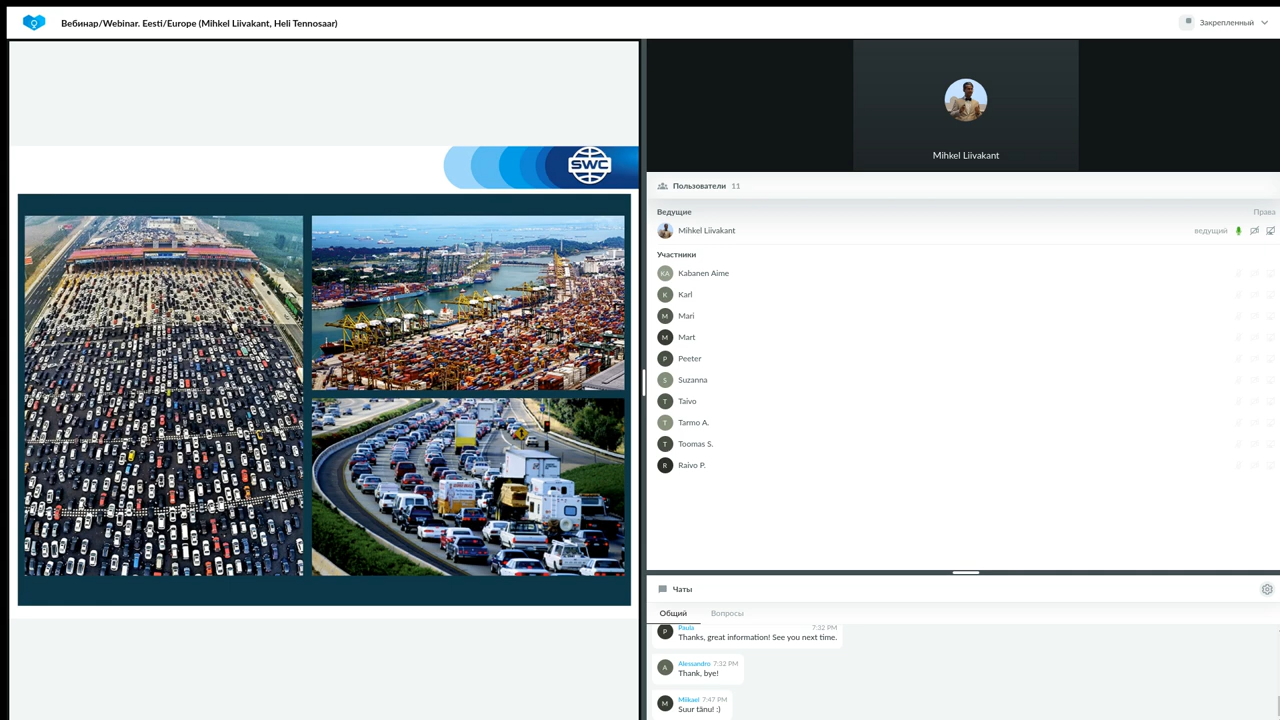 Вебинар/Webinar. Eesti/Europe (Mihkel Liivakant, Heli Tennosaar)
Закрепленный
SWC
Mihkel Liivakant
Пользователи 11
Ведущие Права
Mihkel Liivakant ведущий
Участники
KA Kabanen Aime
K Karl
M Mari
M Mart
P Peeter
S Suzanna
T Taivo
T Tarmo A.
T Toomas S.
R Raivo P.
Чаты
Общий Вопросы
P Paula 7:32 PM
Thanks, great information! See you next time.
A Alessandro 7:32 PM
Thank, bye!
M Miikael 7:47 PM
Suur tänu! :)